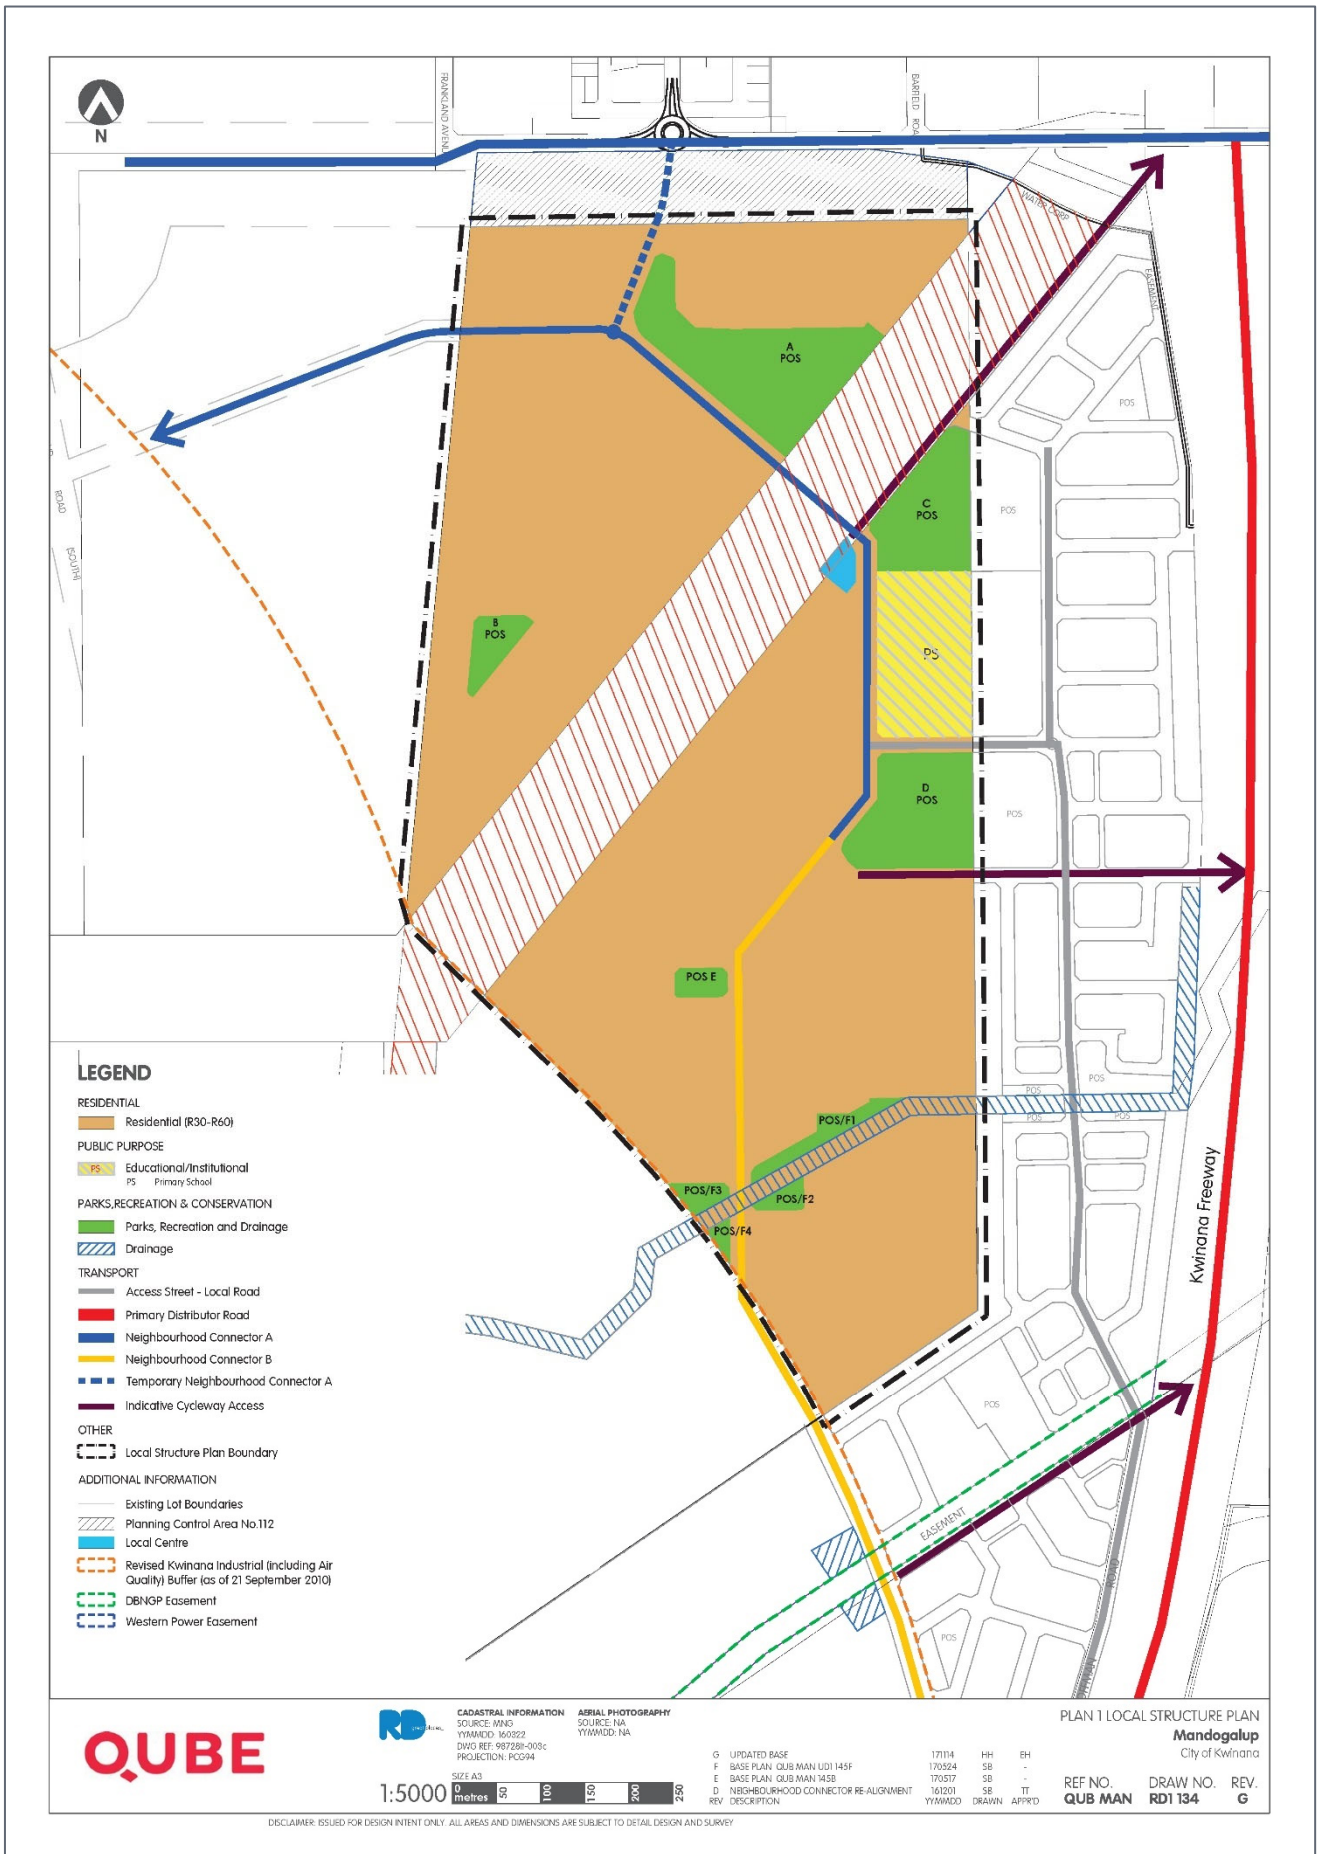 N
FRANKLAND AVENU
BARFIELD ROA
WATER CORP
EASEMENT
A
POS
POS
C
POS
POS
B
POS
PS
ROAD
(SOUTH)
D
POS
POS
POS E
POS
POS
POS
POS
POS/F1
POS/F2
POS/F3
POS/F4
Kwinana Freeway
POS
EASEMENT
ROAD
POS
LEGEND
RESIDENTIAL
Residential (R30-R60)
PUBLIC PURPOSE
PS Educational/Institutional
PS Primary School
PARKS,RECREATION & CONSERVATION
Parks, Recreation and Drainage
Drainage
TRANSPORT
Access Street - Local Road
Primary Distributor Road
Neighbourhood Connector A
Neighbourhood Connector B
Temporary Neighbourhood Connector A
Indicative Cycleway Access
OTHER
Local Structure Plan Boundary
ADDITIONAL INFORMATION
Existing Lot Boundaries
Planning Control Area No.112
Local Centre
Revised Kwinana Industrial (including Air
Quality) Buffer (as of 21 September 2010)
DBNGP Easement
Western Power Easement
QUBE
RD
CADASTRAL INFORMATION
SOURCE: MNG
YYMMDD: 160322
DWG REF: 98728lt-003c
PROJECTION: PCG94
AERIAL PHOTOGRAPHY
SOURCE: NA
YYMMDD: NA
SIZE A3
1:5000 0 metres 50 100 150 200 250
G UPDATED BASE 171114 HH EH
F BASE PLAN QUB MAN UD1 145F 170524 SB -
E BASE PLAN QUB MAN 145B 170517 SB -
D NEIGHBOURHOOD CONNECTOR RE-ALIGNMENT 161201 SB TT
REV DESCRIPTION YYMMDD DRAWN APPR'D
PLAN 1 LOCAL STRUCTURE PLAN
Mandogalup
City of Kwinana
REF NO. DRAW NO. REV.
QUB MAN RD1 134 G
DISCLAIMER: ISSUED FOR DESIGN INTENT ONLY. ALL AREAS AND DIMENSIONS ARE SUBJECT TO DETAIL DESIGN AND SURVEY